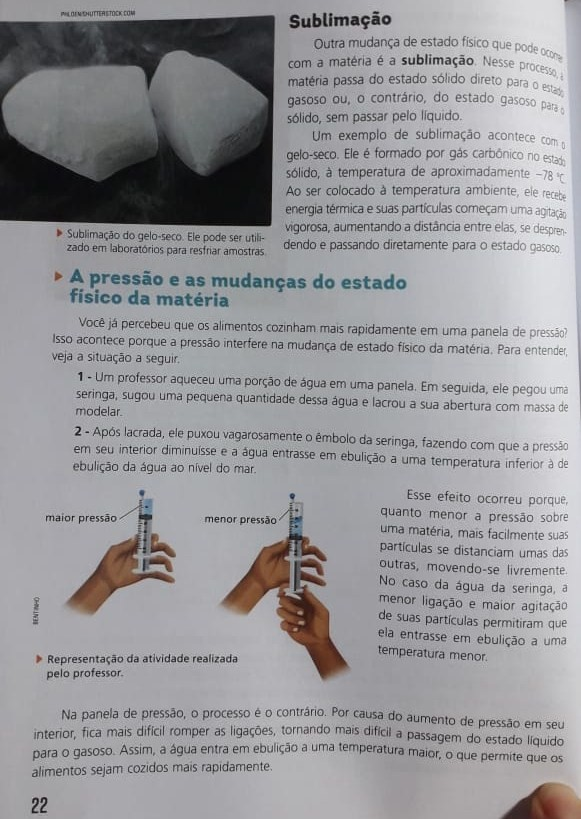 PHLOEN/SHUTTERSTOCK.COM
Sublimação
Outra mudança de estado físico que pode ocorrer
com a matéria é a sublimação. Nesse processo, a
matéria passa do estado sólido direto para o estado
gasoso ou, o contrário, do estado gasoso para o
sólido, sem passar pelo líquido.
Um exemplo de sublimação acontece com o
gelo-seco. Ele é formado por gás carbônico no estado
sólido, à temperatura de aproximadamente −78 °C.
Ao ser colocado à temperatura ambiente, ele recebe
energia térmica e suas partículas começam uma agitação
vigorosa, aumentando a distância entre elas, se despren-
dendo e passando diretamente para o estado gasoso.
Sublimação do gelo-seco. Ele pode ser utili-
zado em laboratórios para resfriar amostras.
A pressão e as mudanças do estado
físico da matéria
Você já percebeu que os alimentos cozinham mais rapidamente em uma panela de pressão?
Isso acontece porque a pressão interfere na mudança de estado físico da matéria. Para entender,
veja a situação a seguir.
1 - Um professor aqueceu uma porção de água em uma panela. Em seguida, ele pegou uma
seringa, sugou uma pequena quantidade dessa água e lacrou a sua abertura com massa de
modelar.
2 - Após lacrada, ele puxou vagarosamente o êmbolo da seringa, fazendo com que a pressão
em seu interior diminuísse e a água entrasse em ebulição a uma temperatura inferior à de
ebulição da água ao nível do mar.
maior pressão
menor pressão
BENTINHO
Representação da atividade realizada
pelo professor.
Esse efeito ocorreu porque,
quanto menor a pressão sobre
uma matéria, mais facilmente suas
partículas se distanciam umas das
outras, movendo-se livremente.
No caso da água da seringa, a
menor ligação e maior agitação
de suas partículas permitiram que
ela entrasse em ebulição a uma
temperatura menor.
Na panela de pressão, o processo é o contrário. Por causa do aumento de pressão em seu
interior, fica mais difícil romper as ligações, tornando mais difícil a passagem do estado líquido
para o gasoso. Assim, a água entra em ebulição a uma temperatura maior, o que permite que os
alimentos sejam cozidos mais rapidamente.
22